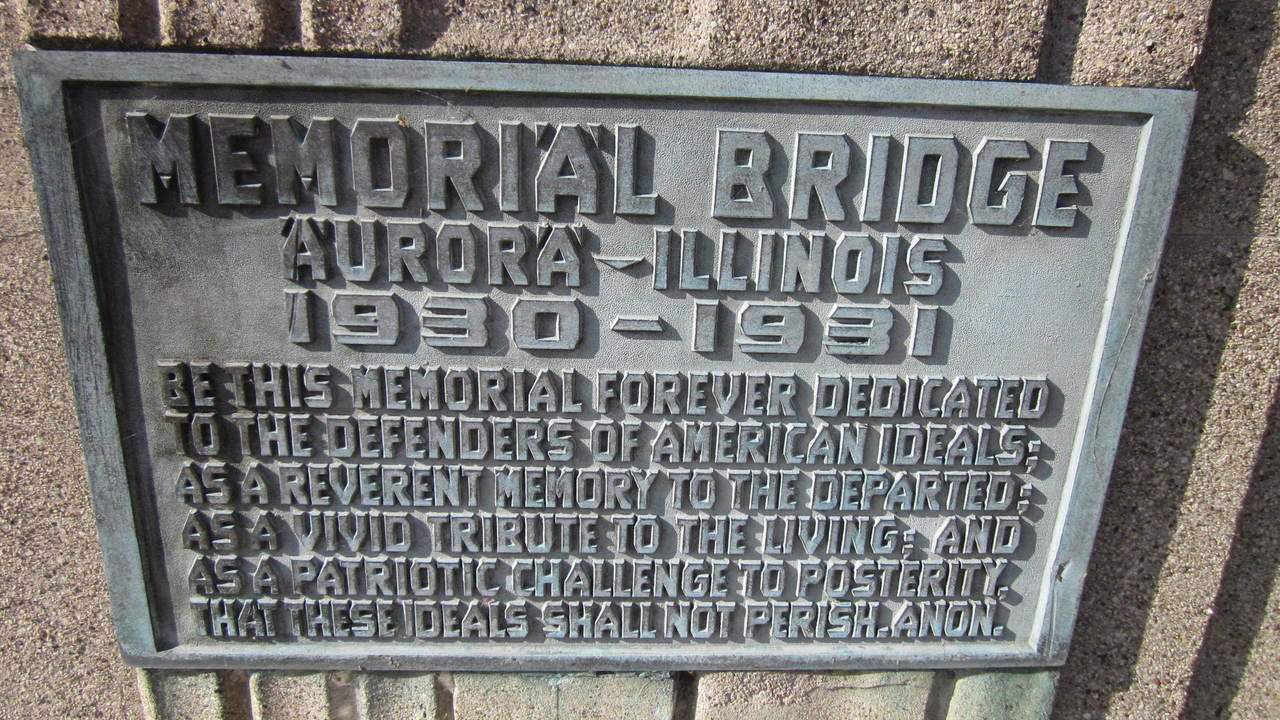 MEMORIAL BRIDGE
AURORA - ILLINOIS
1930 - 1931
BE THIS MEMORIAL FOREVER DEDICATED
TO THE DEFENDERS OF AMERICAN IDEALS;
AS A REVERENT MEMORY TO THE DEPARTED;
AS A VIVID TRIBUTE TO THE LIVING; AND
AS A PATRIOTIC CHALLENGE TO POSTERITY,
THAT THESE IDEALS SHALL NOT PERISH.-ANON.